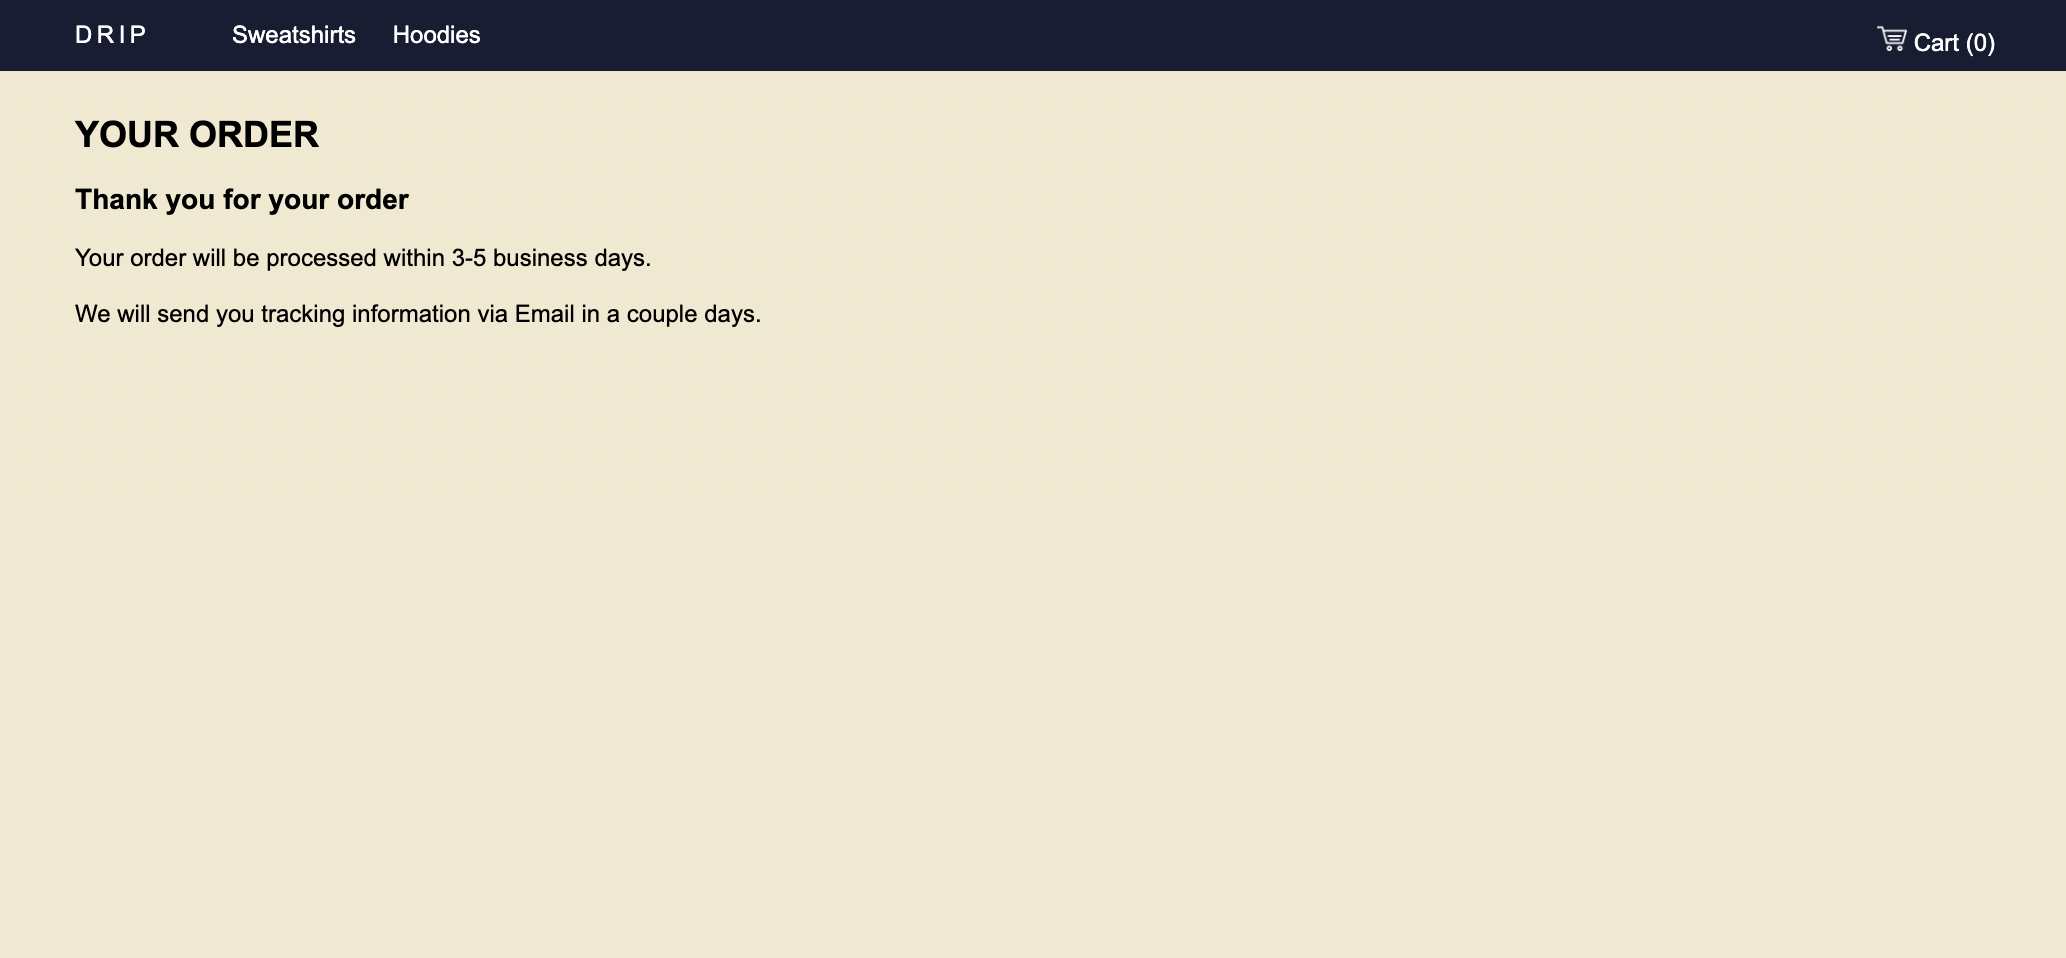 DRIP Sweatshirts Hoodies Cart (0)
YOUR ORDER
Thank you for your order
Your order will be processed within 3-5 business days.
We will send you tracking information via Email in a couple days.